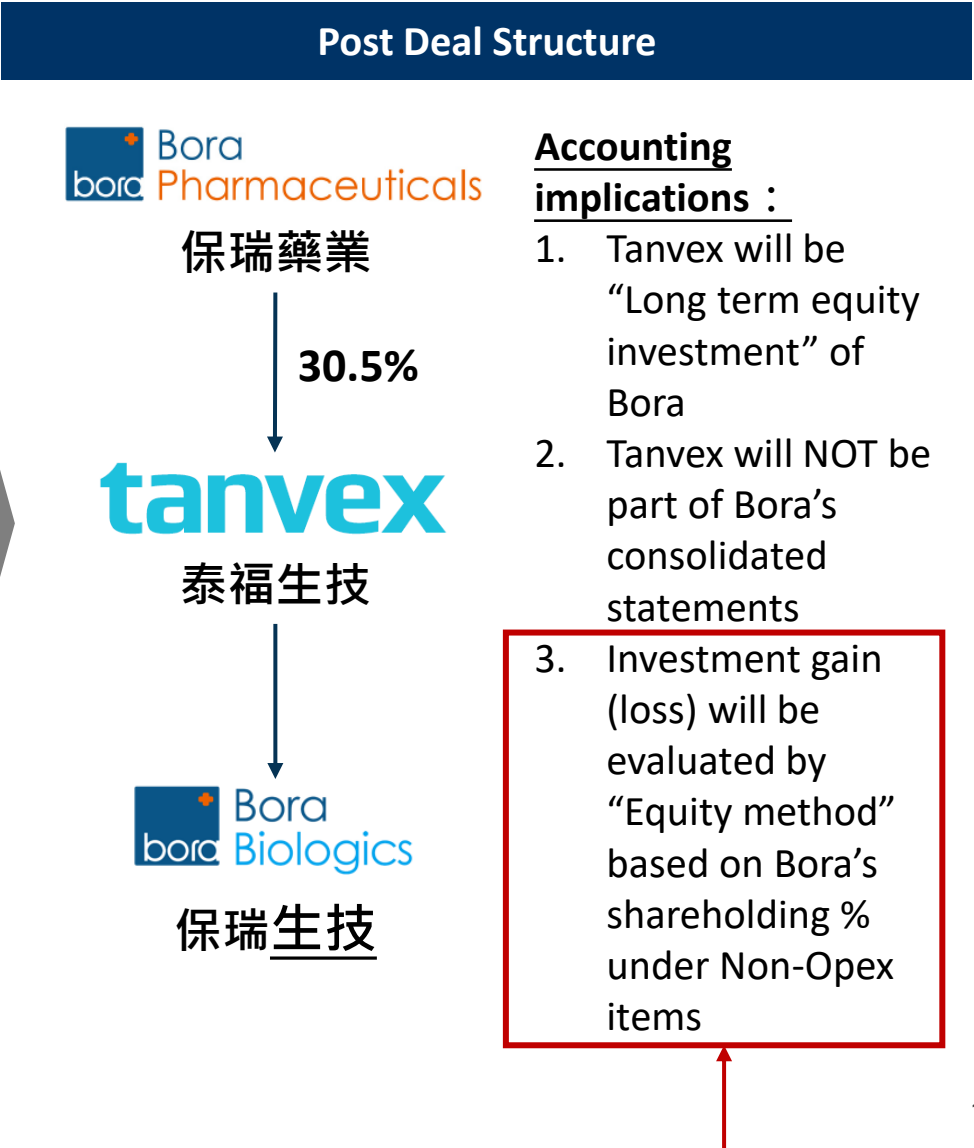 Post Deal Structure
Bora
bora Pharmaceuticals
保瑞藥業
30.5%
tanvex
泰福生技
Bora
bora Biologics
保瑞生技
Accounting
implications：
1. Tanvex will be
“Long term equity
investment” of
Bora
2. Tanvex will NOT be
part of Bora’s
consolidated
statements
3. Investment gain
(loss) will be
evaluated by
“Equity method”
based on Bora’s
shareholding %
under Non-Opex
items